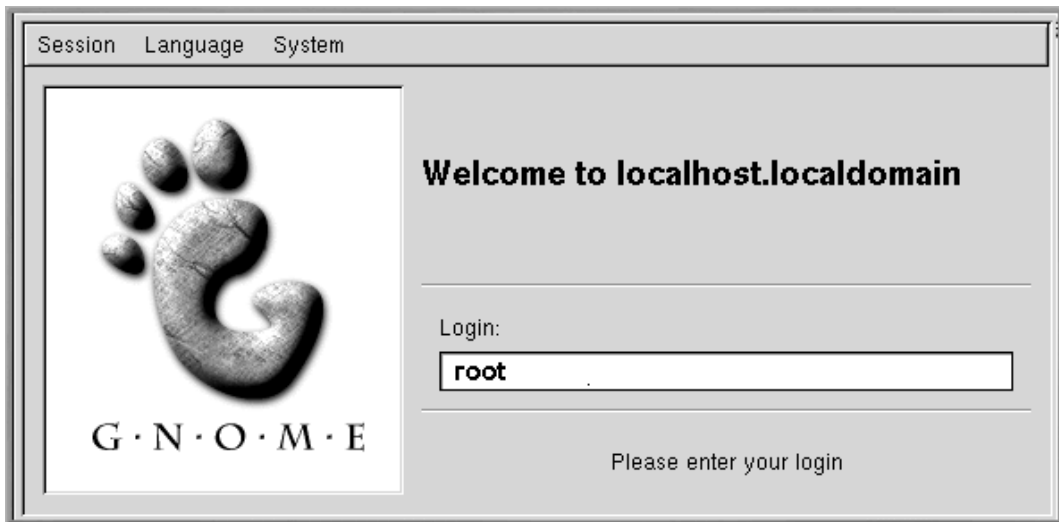 Session Language System
Welcome to localhost.localdomain
Login:
root
G·N·O·M·E
Please enter your login